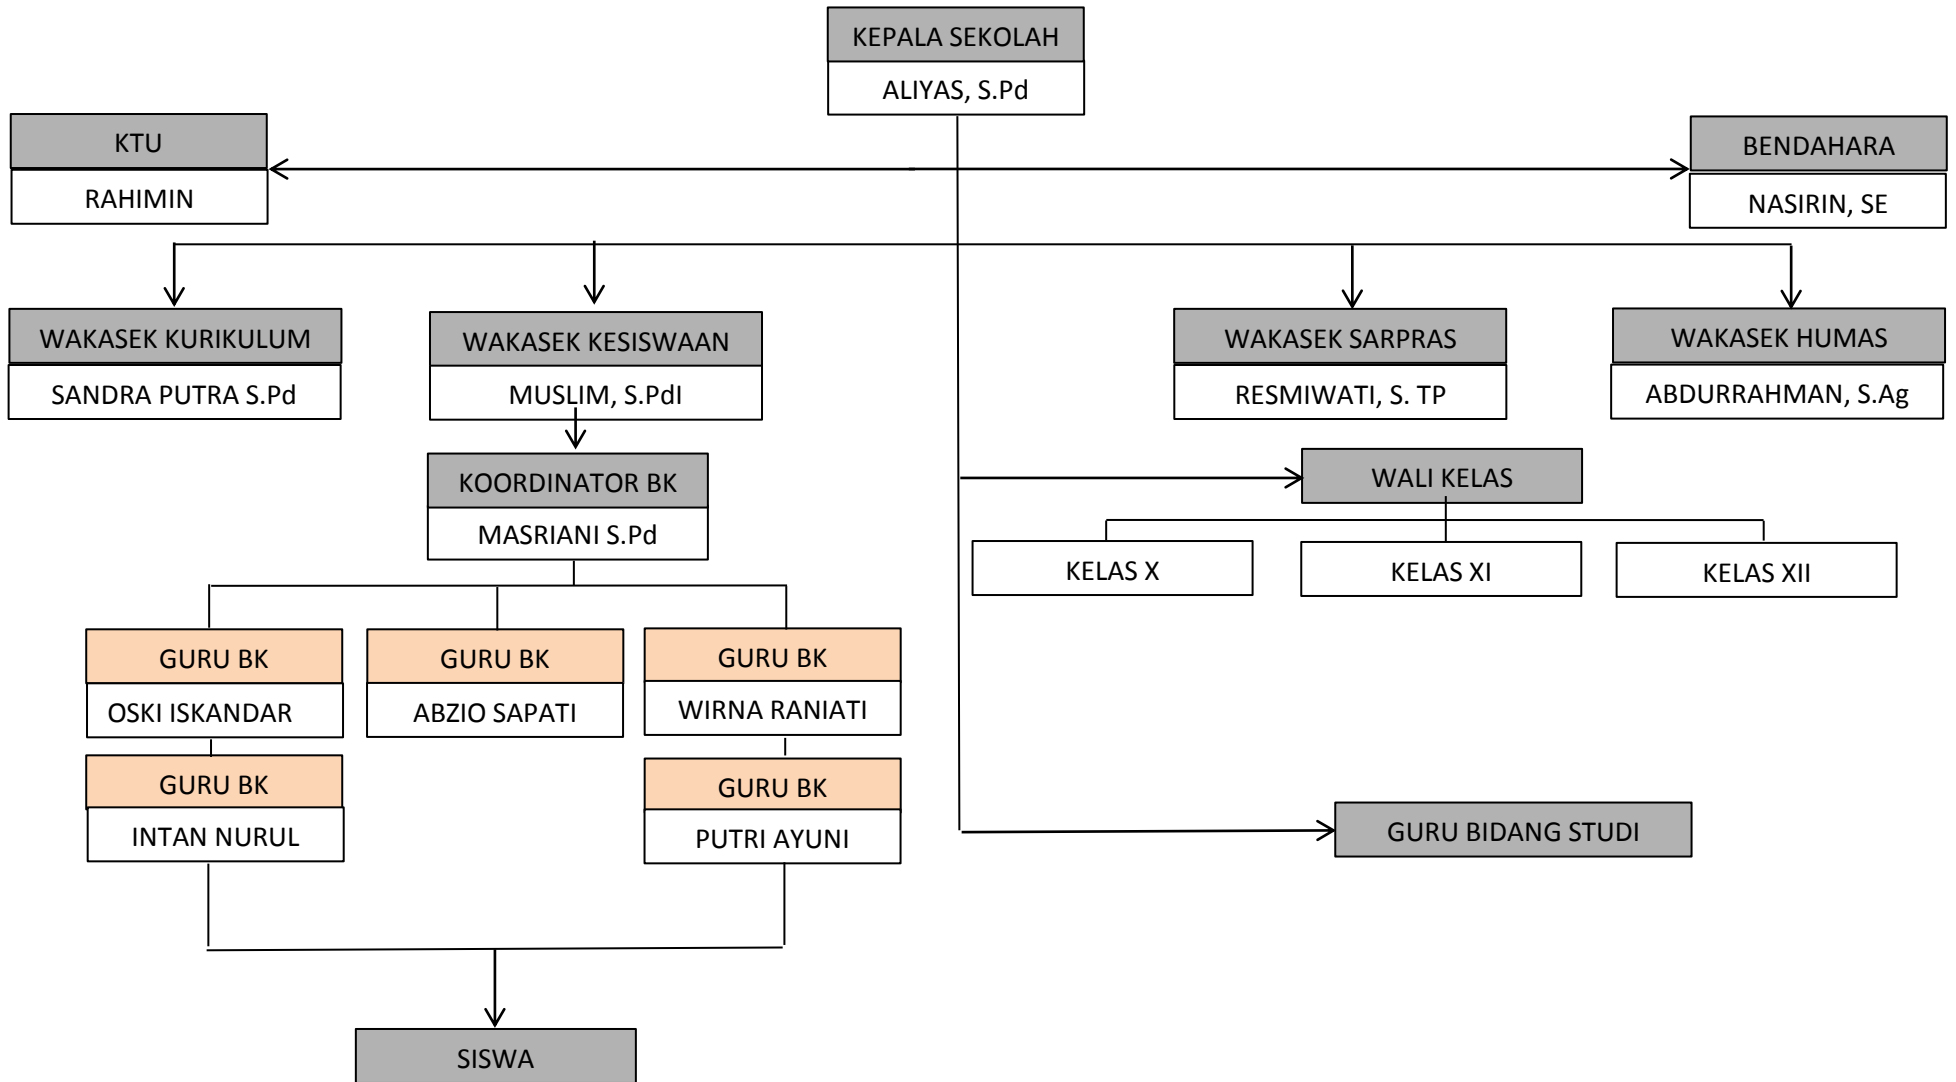 KEPALA SEKOLAH
ALIYAS, S.Pd
KTU
RAHIMIN
BENDAHARA
NASIRIN, SE
WAKASEK KURIKULUM
SANDRA PUTRA S.Pd
WAKASEK KESISWAAN
MUSLIM, S.PdI
WAKASEK SARPRAS
RESMIWATI, S. TP
WAKASEK HUMAS
ABDURRAHMAN, S.Ag
KOORDINATOR BK
MASRIANI S.Pd
WALI KELAS
KELAS X
KELAS XI
KELAS XII
GURU BK
OSKI ISKANDAR
GURU BK
ABZIO SAPATI
GURU BK
WIRNA RANIATI
GURU BK
INTAN NURUL
GURU BK
PUTRI AYUNI
GURU BIDANG STUDI
SISWA